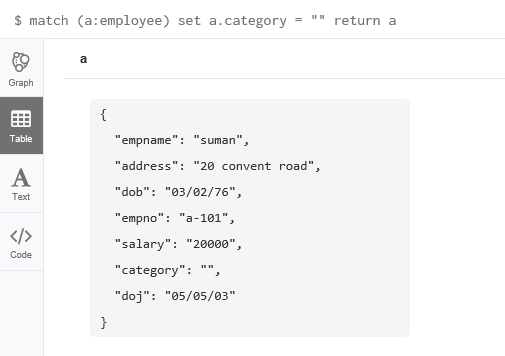 $ match (a:employee) set a.category = "" return a
Graph
Table
Text
Code
a
{
"empname": "suman",
"address": "20 convent road",
"dob": "03/02/76",
"empno": "a-101",
"salary": "20000",
"category": "",
"doj": "05/05/03"
}